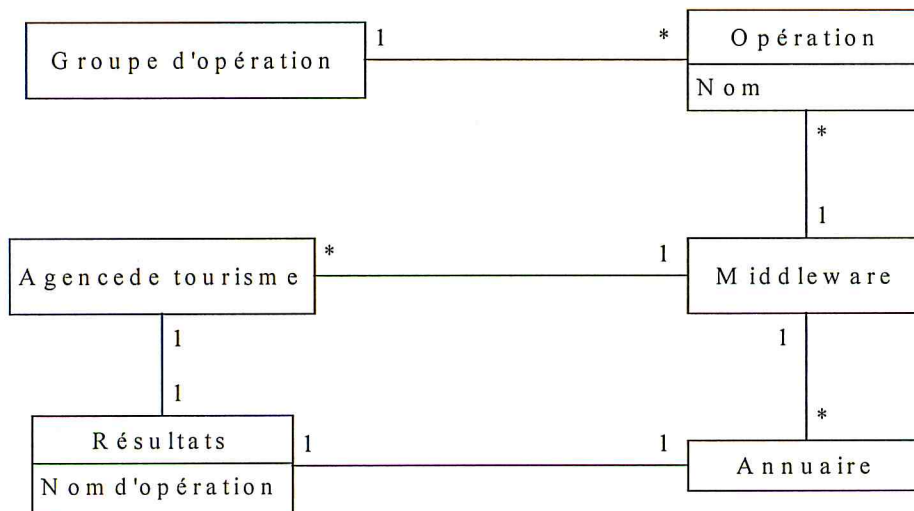 1 *
Groupe d'opération
Opération
Nom
*
1
* 1
Agencede tourisme
Middleware
1 1
1 *
Résultats
1 1
Annuaire
Nom d'opération